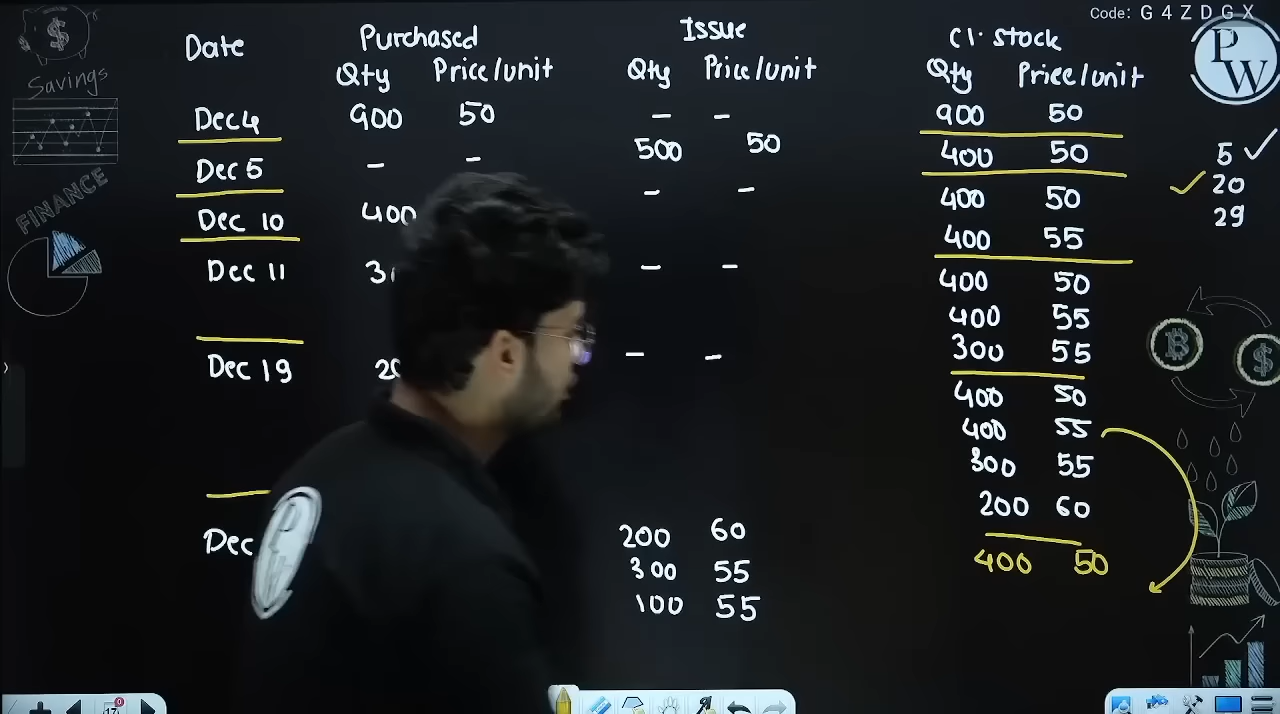 Code: G 4 Z D G X
PW
Savings
FINANCE
Date Purchased Issue Cl. stock
Qty Price/unit Qty Price/unit Qty Price/unit
Dec 4 900 50 – – 900 50
Dec 5 – – 500 50 400 50
5
Dec 10 400 – – 400 50
20
400 55
29
Dec 11 – – 400 50
400 55
300 55
Dec 19 – – 400 50
400 55
300 55
200 60
Dec 200 60 400 50
300 55
100 55